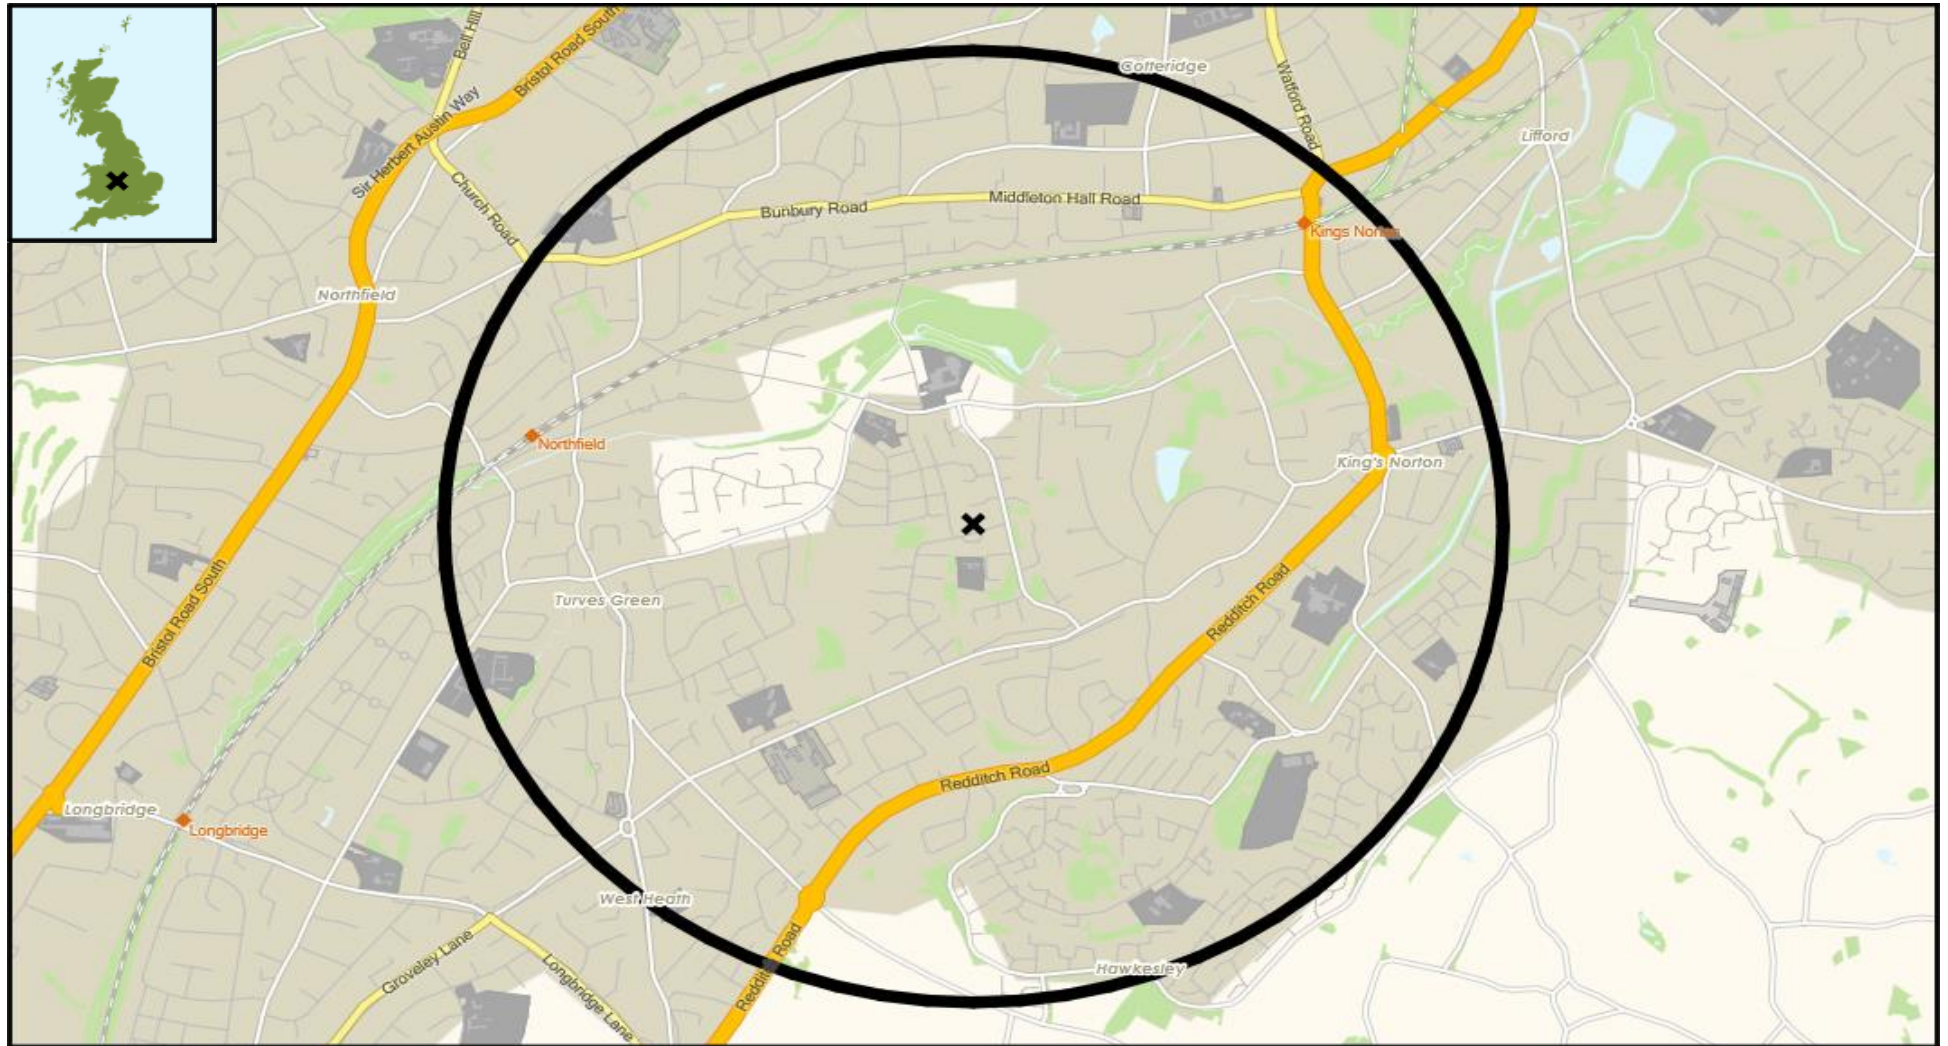 Bell Hill
Bristol Road South
Cotteridge
Watford Road
Sir Herbert Austin Way
Lifford
Church Road
Bunbury Road
Middleton Hall Road
Kings Norton
Northfield
Northfield
King's Norton
Turves Green
Redditch Road
Bristol Road South
Redditch Road
Longbridge
Longbridge
West Heath
Redditch Road
Groveley Lane
Longbridge Lane
Hawkesley